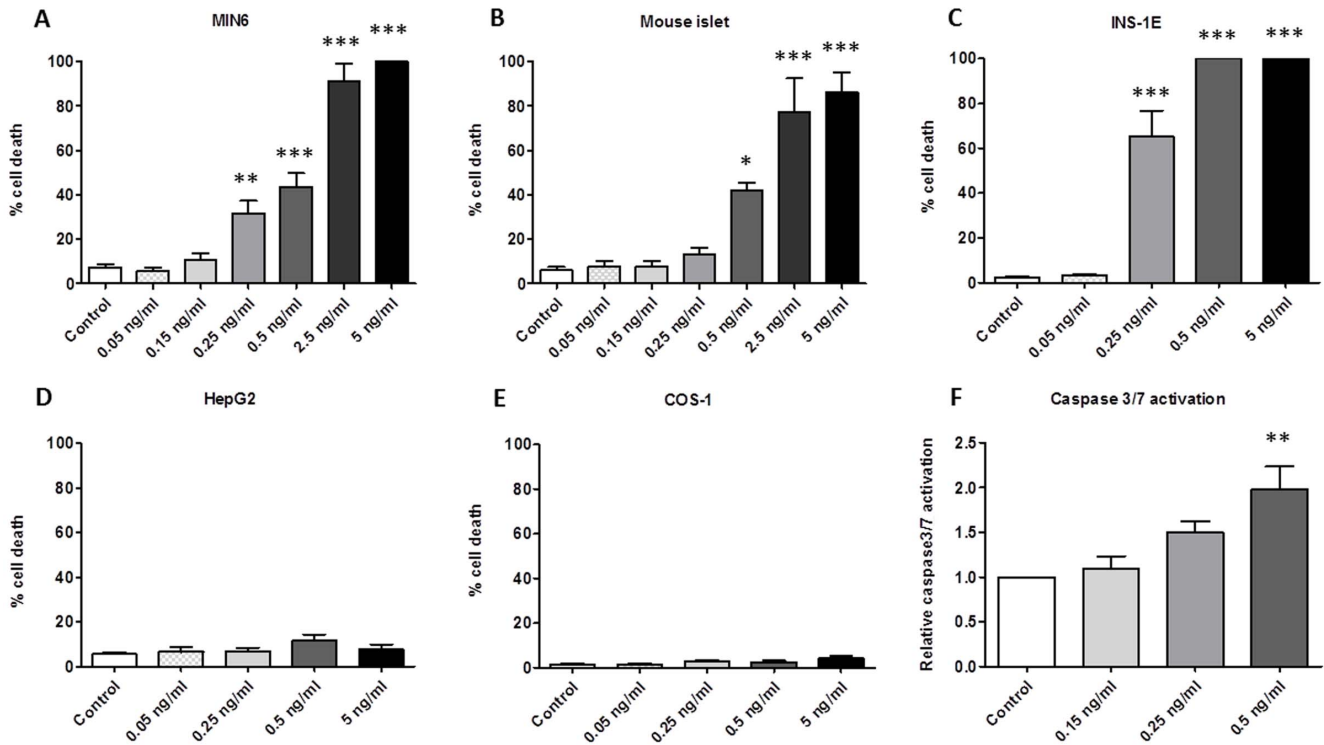 A
MIN6
% cell death
100
80
60
40
20
0
** *** *** ***
Control 0.05 ng/ml 0.15 ng/ml 0.25 ng/ml 0.5 ng/ml 2.5 ng/ml 5 ng/ml
B
Mouse islet
% cell death
100
80
60
40
20
0
* *** ***
Control 0.05 ng/ml 0.15 ng/ml 0.25 ng/ml 0.5 ng/ml 2.5 ng/ml 5 ng/ml
C
INS-1E
% cell death
100
80
60
40
20
0
*** *** ***
Control 0.05 ng/ml 0.25 ng/ml 0.5 ng/ml 5 ng/ml
D
HepG2
% cell death
100
80
60
40
20
0
Control 0.05 ng/ml 0.25 ng/ml 0.5 ng/ml 5 ng/ml
E
COS-1
% cell death
100
80
60
40
20
0
Control 0.05 ng/ml 0.25 ng/ml 0.5 ng/ml 5 ng/ml
F
Caspase 3/7 activation
Relative caspase3/7 activation
2.5
2.0
1.5
1.0
0.5
0.0
**
Control 0.15 ng/ml 0.25 ng/ml 0.5 ng/ml